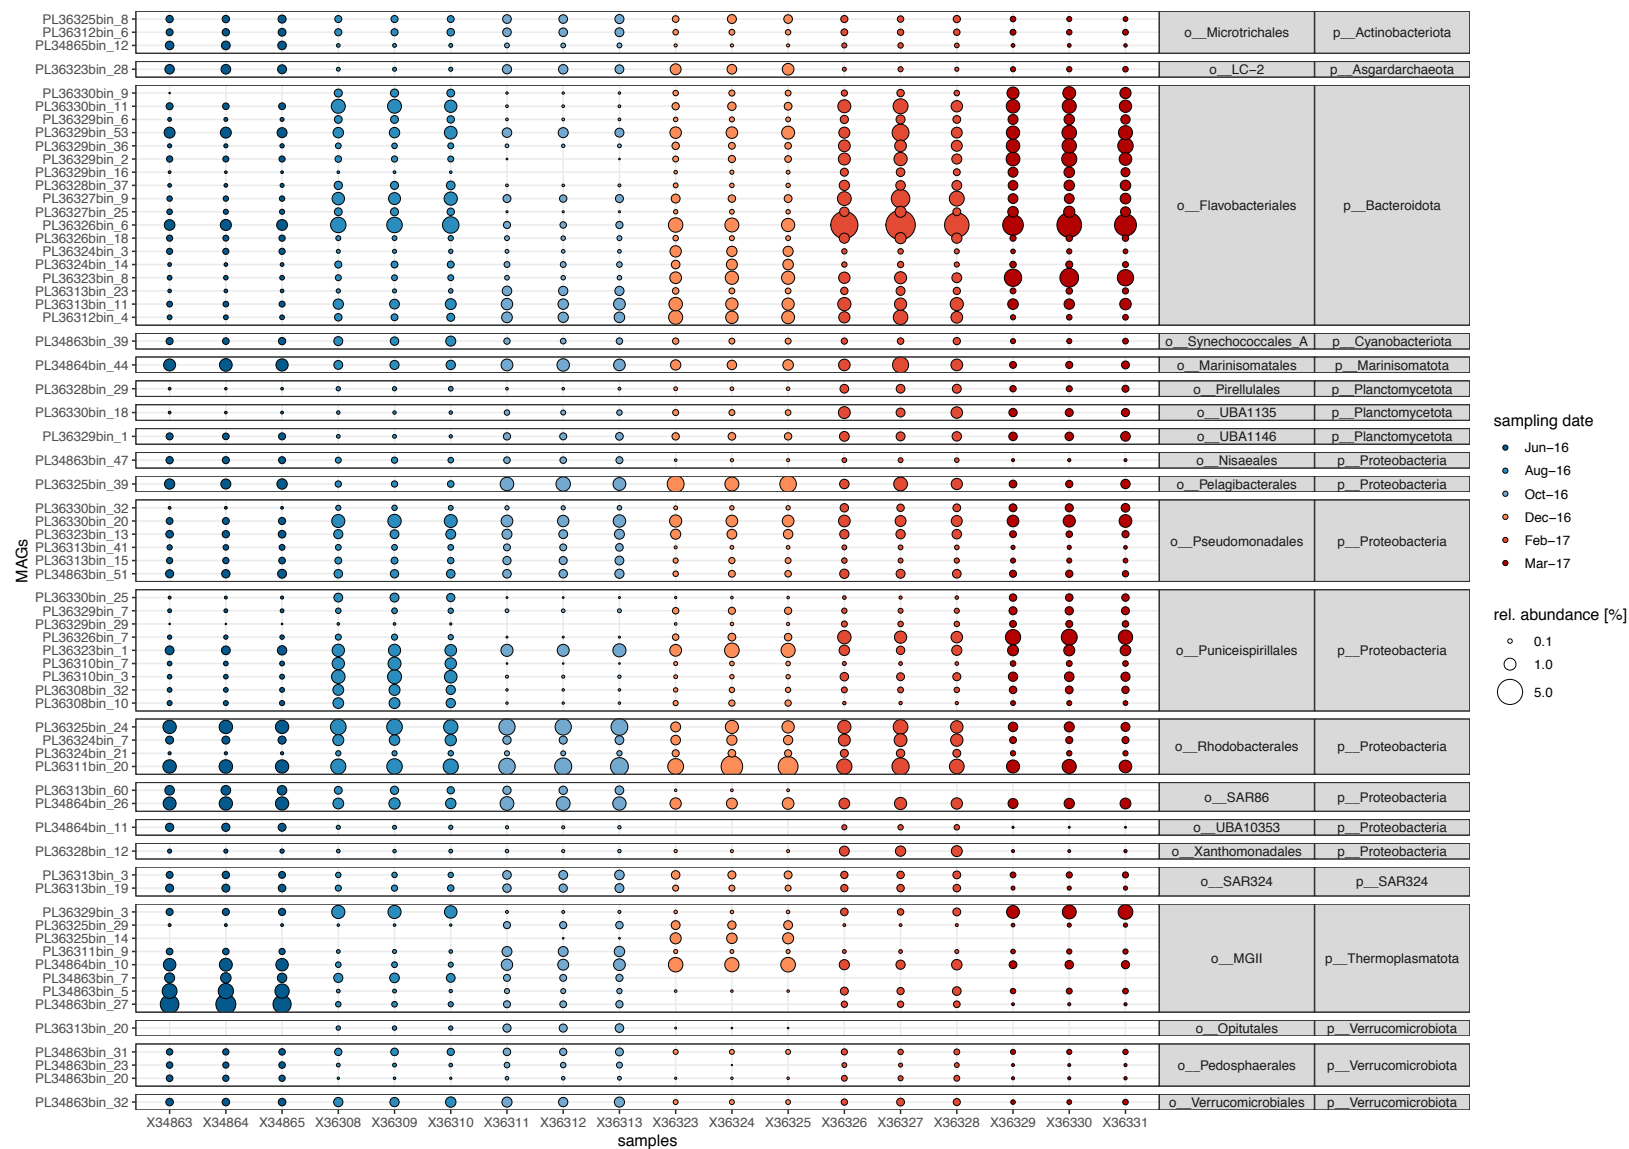 PL36325bin_8
PL36312bin_6
PL34865bin_12
o__Microtrichales p__Actinobacteriota
PL36323bin_28
o__LC−2 p__Asgardarchaeota
PL36330bin_9
PL36330bin_11
PL36329bin_6
PL36329bin_53
PL36329bin_36
PL36329bin_2
PL36329bin_16
PL36328bin_37
PL36327bin_9
PL36327bin_25
PL36326bin_6
PL36326bin_18
PL36324bin_3
PL36324bin_14
PL36323bin_8
PL36313bin_23
PL36313bin_11
PL36312bin_4
o__Flavobacteriales p__Bacteroidota
PL34863bin_39
o__Synechococcales_A p__Cyanobacteriota
PL34864bin_44
o__Marinisomatales p__Marinisomatota
PL36328bin_29
o__Pirellulales p__Planctomycetota
PL36330bin_18
o__UBA1135 p__Planctomycetota
PL36329bin_1
o__UBA1146 p__Planctomycetota
PL34863bin_47
o__Nisaeales p__Proteobacteria
PL36325bin_39
o__Pelagibacterales p__Proteobacteria
PL36330bin_32
PL36330bin_20
PL36323bin_13
PL36313bin_41
PL36313bin_15
PL34863bin_51
o__Pseudomonadales p__Proteobacteria
PL36330bin_25
PL36329bin_7
PL36329bin_29
PL36326bin_7
PL36323bin_1
PL36310bin_7
PL36310bin_3
PL36308bin_32
PL36308bin_10
o__Puniceispirillales p__Proteobacteria
PL36325bin_24
PL36324bin_7
PL36324bin_21
PL36311bin_20
o__Rhodobacterales p__Proteobacteria
PL36313bin_60
PL34864bin_26
o__SAR86 p__Proteobacteria
PL34864bin_11
o__UBA10353 p__Proteobacteria
PL36328bin_12
o__Xanthomonadales p__Proteobacteria
PL36313bin_3
PL36313bin_19
o__SAR324 p__SAR324
PL36329bin_3
PL36325bin_29
PL36325bin_14
PL36311bin_9
PL34864bin_10
PL34863bin_7
PL34863bin_5
PL34863bin_27
o__MGII p__Thermoplasmatota
PL36313bin_20
o__Opitutales p__Verrucomicrobiota
PL34863bin_31
PL34863bin_23
PL34863bin_20
o__Pedosphaerales p__Verrucomicrobiota
PL34863bin_32
o__Verrucomicrobiales p__Verrucomicrobiota
MAGs
X34863 X34864 X34865 X36308 X36309 X36310 X36311 X36312 X36313 X36323 X36324 X36325 X36326 X36327 X36328 X36329 X36330 X36331
samples
sampling date
Jun−16
Aug−16
Oct−16
Dec−16
Feb−17
Mar−17
rel. abundance [%]
0.1
1.0
5.0